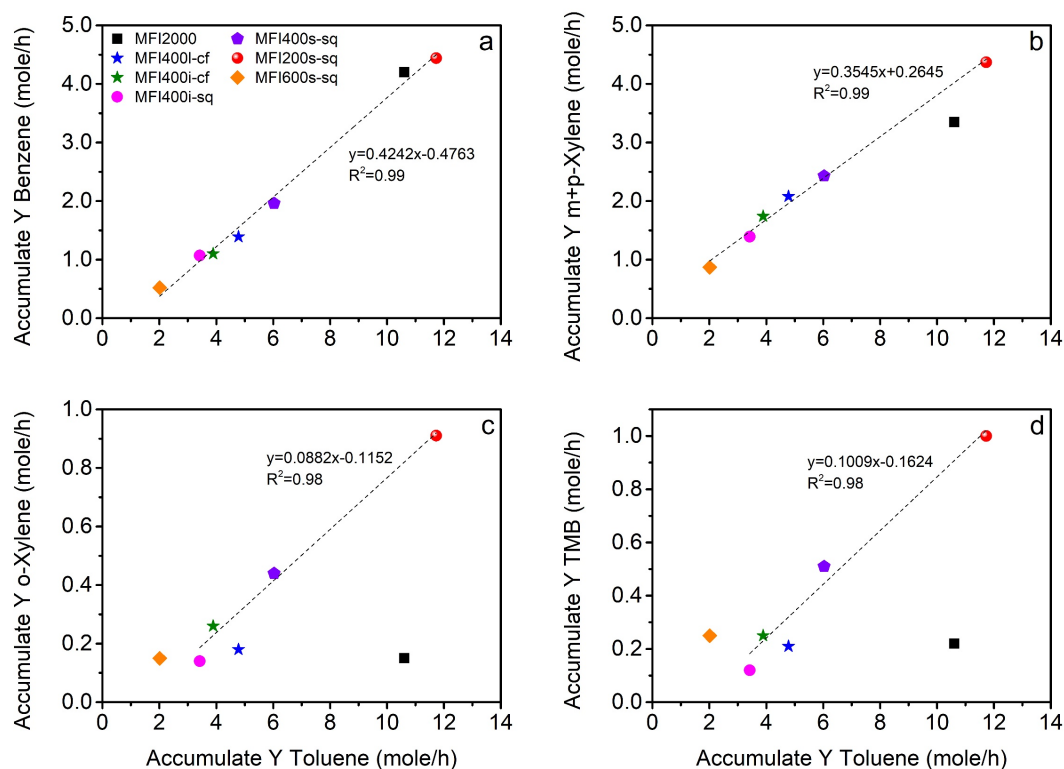 a
MFI2000
MFI400s-sq
MFI400l-cf
MFI200s-sq
MFI400i-cf
MFI600s-sq
MFI400i-sq
y=0.4242x-0.4763
R²=0.99
Accumulate Y Benzene (mole/h)
5.0
4.0
3.0
2.0
1.0
0.0
0 2 4 6 8 10 12 14
b
y=0.3545x+0.2645
R²=0.99
Accumulate Y m+p-Xylene (mole/h)
5.0
4.0
3.0
2.0
1.0
0.0
0 2 4 6 8 10 12 14
c
y=0.0882x-0.1152
R²=0.98
Accumulate Y o-Xylene (mole/h)
1.0
0.8
0.6
0.4
0.2
0.0
0 2 4 6 8 10 12 14
Accumulate Y Toluene (mole/h)
d
y=0.1009x-0.1624
R²=0.98
Accumulate Y TMB (mole/h)
1.0
0.8
0.6
0.4
0.2
0.0
0 2 4 6 8 10 12 14
Accumulate Y Toluene (mole/h)